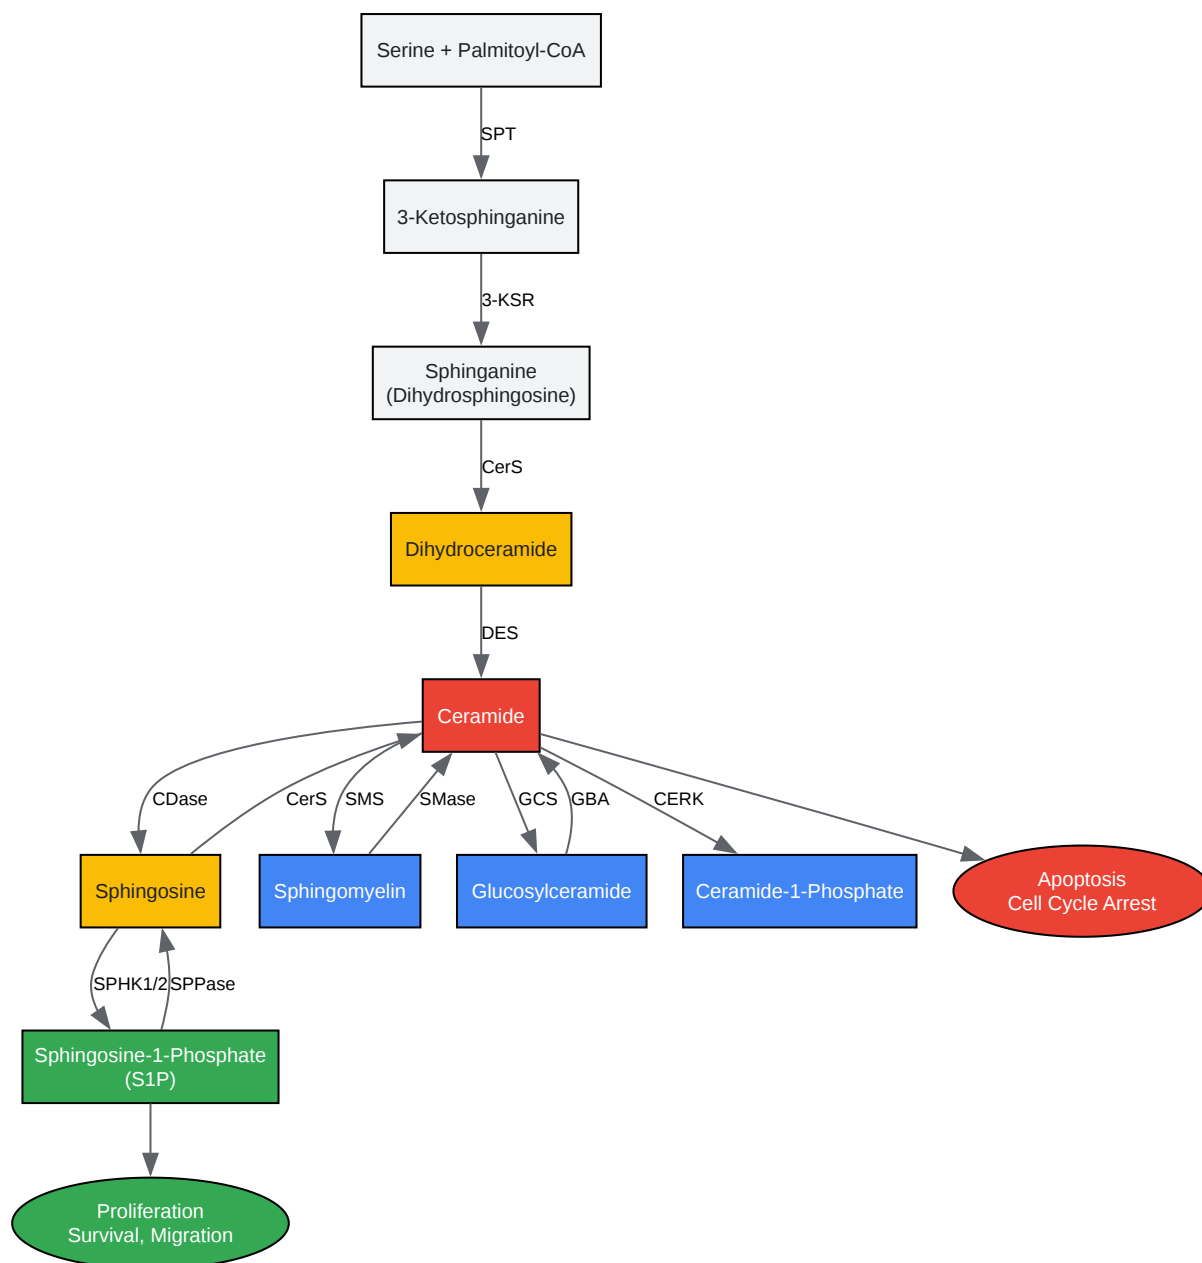 Serine + Palmitoyl-CoA
SPT
3-Ketosphinganine
3-KSR
Sphinganine
(Dihydrosphingosine)
CerS
Dihydroceramide
DES
Ceramide
CDase
CerS
SMS
SMase
GCS
GBA
CERK
Sphingosine
Sphingomyelin
Glucosylceramide
Ceramide-1-Phosphate
Apoptosis
Cell Cycle Arrest
SPHK1/2
SPPase
Sphingosine-1-Phosphate
(S1P)
Proliferation
Survival, Migration